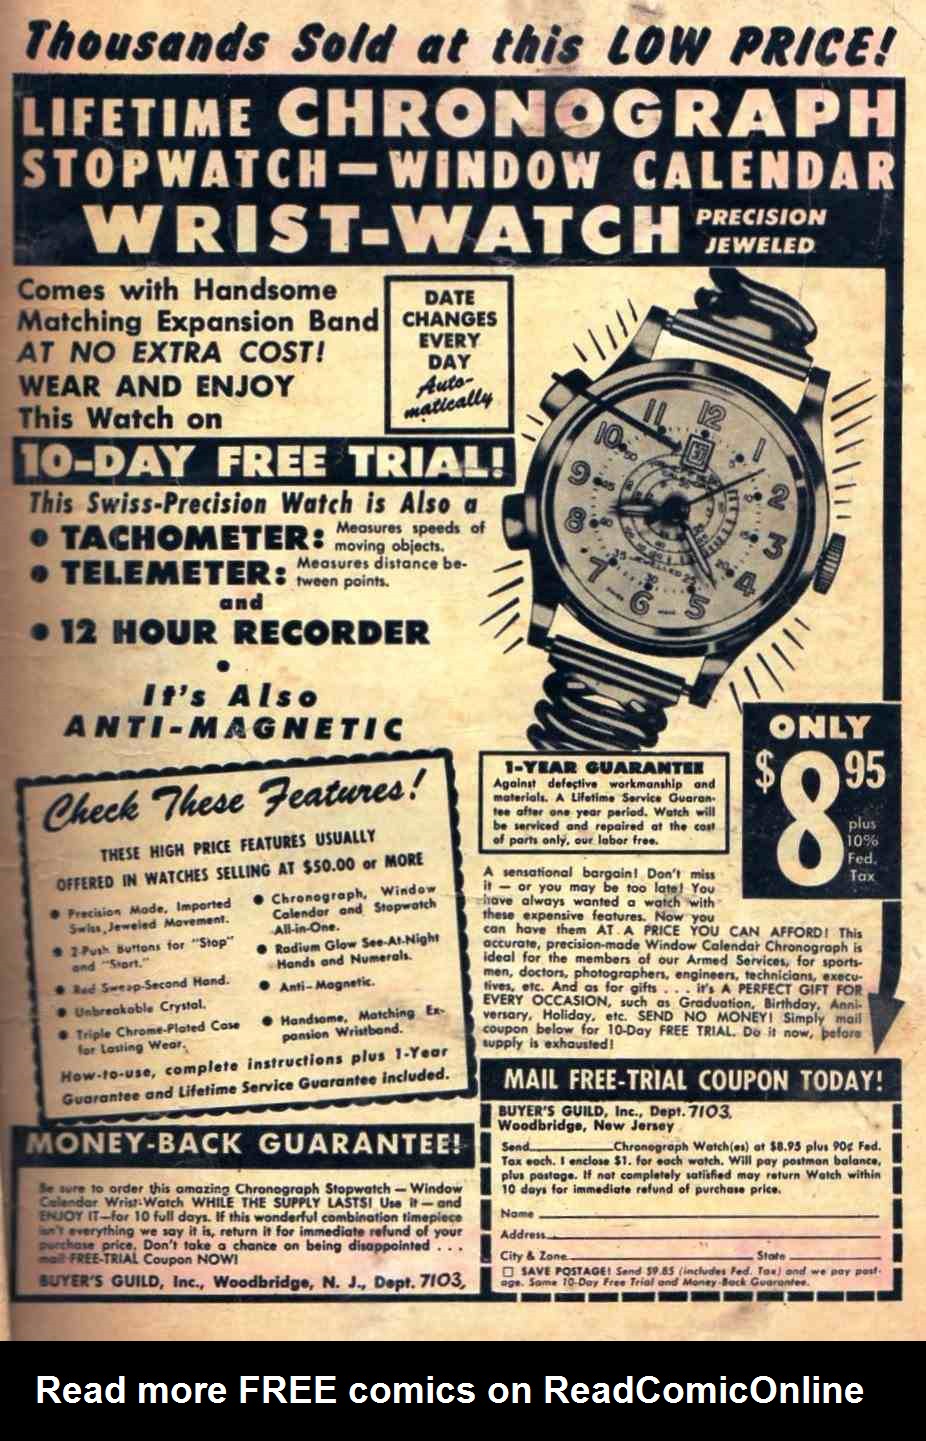 Thousands Sold at this LOW PRICE!
LIFETIME CHRONOGRAPH
STOPWATCH—WINDOW CALENDAR
WRIST-WATCH PRECISION JEWELED
Comes with Handsome
Matching Expansion Band
AT NO EXTRA COST!
WEAR AND ENJOY
This Watch on
DATE
CHANGES
EVERY
DAY
Auto-
matically
10-DAY FREE TRIAL!
This Swiss-Precision Watch is Also a
• TACHOMETER: Measures speeds of
moving objects.
• TELEMETER: Measures distance be-
tween points.
and
• 12 HOUR RECORDER
•
It's Also
ANTI-MAGNETIC
ONLY
$8.95
plus
10%
Fed.
Tax
Check These Features!
THESE HIGH PRICE FEATURES USUALLY
OFFERED IN WATCHES SELLING AT $50.00 or MORE
• Precision Made, Imported
Swiss Jeweled Movement.
• 2-Push Buttons for "Stop"
and "Start."
• Red Sweep-Second Hand.
• Unbreakable Crystal.
• Triple Chrome-Plated Case
for Lasting Wear.
• Chronograph, Window
Calendar and Stopwatch
All-in-One.
• Radium Glow See-At-Night
Hands and Numerals.
• Anti-Magnetic.
• Handsome, Matching Ex-
pansion Wristband.
How-to-use, complete instructions plus 1-Year
Guarantee and Lifetime Service Guarantee included.
1-YEAR GUARANTEE
Against defective workmanship and
materials. A Lifetime Service Guaran-
tee after one year period. Watch will
be serviced and repaired at the cost
of parts only, our labor free.
A sensational bargain! Don't miss
it — or you may be too late! You
have always wanted a watch with
these expensive features. Now you
can have them AT A PRICE YOU CAN AFFORD! This
accurate, precision-made Window Calendar Chronograph is
ideal for the members of our Armed Services, for sports-
men, doctors, photographers, engineers, technicians, execu-
tives, etc. And as for gifts . . . it's A PERFECT GIFT FOR
EVERY OCCASION, such as Graduation, Birthday, Anni-
versary, Holiday, etc. SEND NO MONEY! Simply mail
coupon below for 10-Day FREE TRIAL. Do it now, before
supply is exhausted!
MONEY-BACK GUARANTEE!
Be sure to order this amazing Chronograph Stopwatch — Window
Calendar Wrist-Watch WHILE THE SUPPLY LASTS! Use it — and
ENJOY IT—for 10 full days. If this wonderful combination timepiece
isn't everything we say it is, return it for immediate refund of your
purchase price. Don't take a chance on being disappointed . . .
mail FREE-TRIAL Coupon NOW!
BUYER'S GUILD, Inc., Woodbridge, N. J., Dept. 7103,
MAIL FREE-TRIAL COUPON TODAY!
BUYER'S GUILD, Inc., Dept. 7103,
Woodbridge, New Jersey
Send__________Chronograph Watch(es) at $8.95 plus 90¢ Fed.
Tax each. I enclose $1. for each watch. Will pay postman balance,
plus postage. If not completely satisfied may return Watch within
10 days for immediate refund of purchase price.
Name
Address
City & Zone State
□ SAVE POSTAGE! Send $9.85 (includes Fed. Tax) and we pay post-
age. Same 10-Day Free Trial and Money-Back Guarantee.
Read more FREE comics on ReadComicOnline